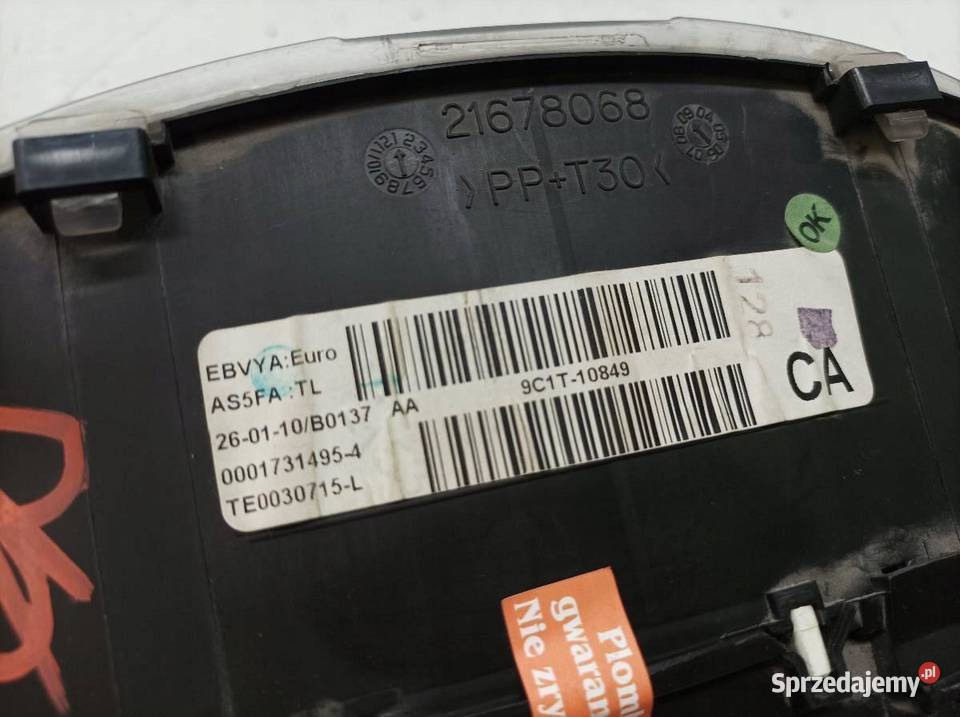 21678068
>PP+T30<
OK
128
EBVYA:Euro
AS5FA :TL
26-01-10/B0137
0001731495-4
TE0030715-L
AA
9C1T-10849
CA
gwaran
Nie zry
Sprzedajemy.pl